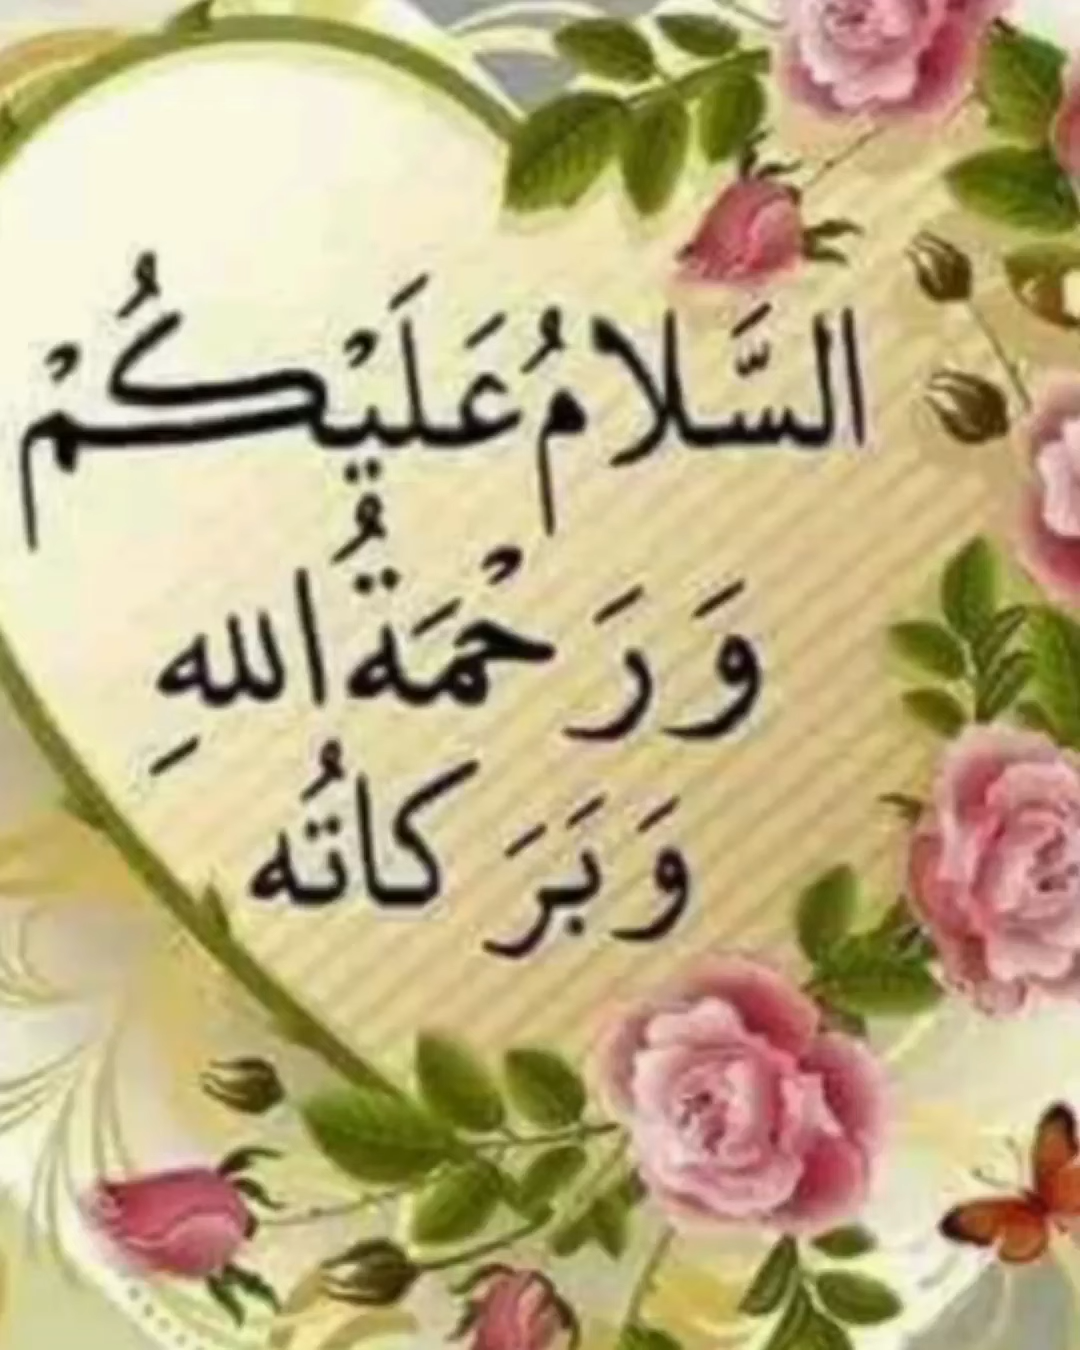 السَّلامُ عَلَيْكُمْ
وَرَحْمَةُ اللهِ
وَبَرَكاتُه